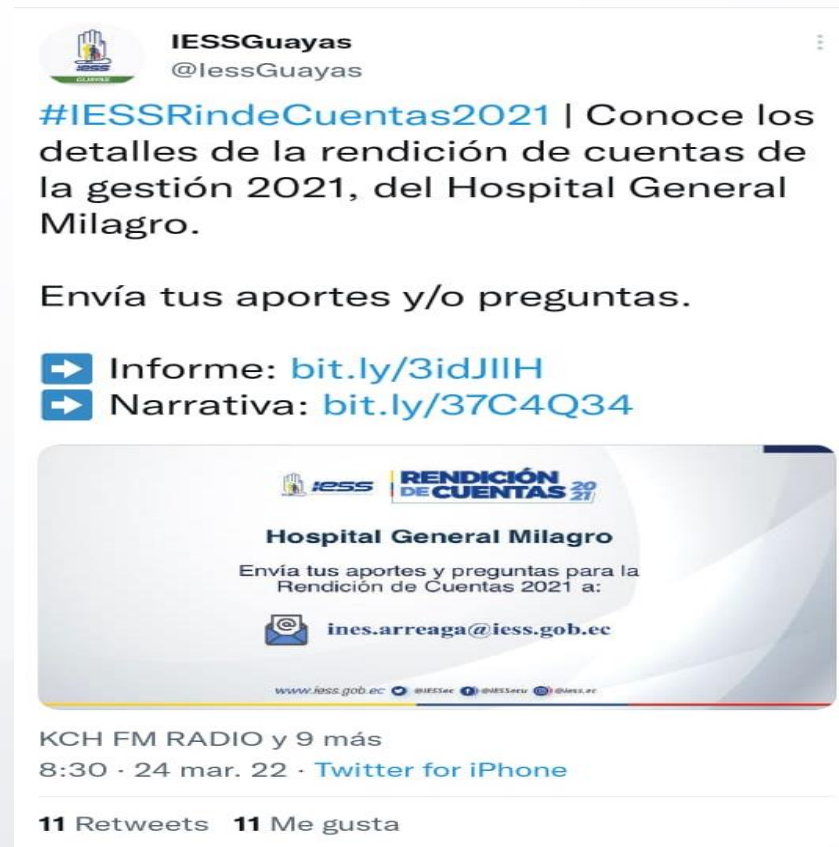 IESSGuayas
@IessGuayas
#IESSRindeCuentas2021 | Conoce los
detalles de la rendición de cuentas de
la gestión 2021, del Hospital General
Milagro.
Envía tus aportes y/o preguntas.
➡ Informe: bit.ly/3idJIlH
➡ Narrativa: bit.ly/37C4Q34
IESS RENDICIÓN
DE CUENTAS 2021
Hospital General Milagro
Envía tus aportes y preguntas para la
Rendición de Cuentas 2021 a:
ines.arreaga@iess.gob.ec
www.iess.gob.ec @IESSec @IESSecu @iess.ec
KCH FM RADIO y 9 más
8:30 · 24 mar. 22 · Twitter for iPhone
11 Retweets 11 Me gusta